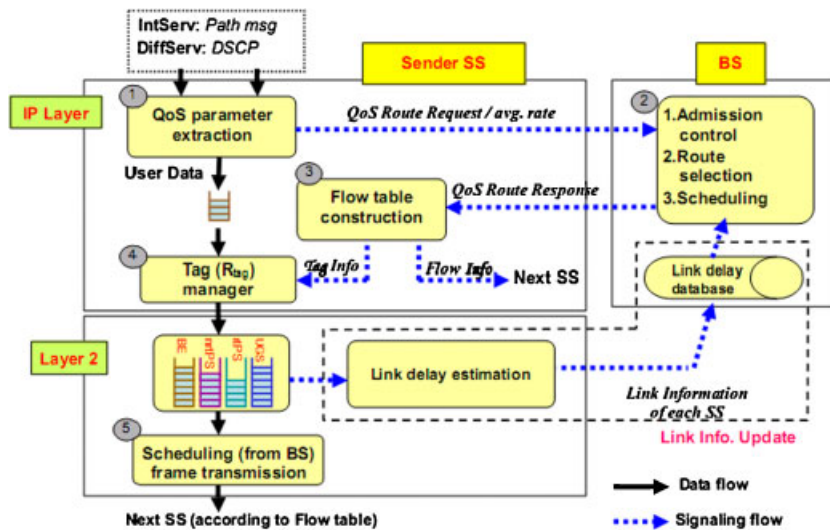 IntServ: Path msg
DiffServ: DSCP
Sender SS
BS
IP Layer
1
QoS parameter
extraction
QoS Route Request / avg. rate
2
1.Admission
control
2.Route
selection
3.Scheduling
User Data
3
Flow table
construction
QoS Route Response
4
Tag (Rtag)
manager
Tag Info
Flow Info
Next SS
Link delay
database
Layer 2
BE
nrtPS
rtPS
UGS
Link delay estimation
Link Information
of each SS
Link Info. Update
5
Scheduling (from BS)
frame transmission
Data flow
Next SS (according to Flow table)
Signaling flow